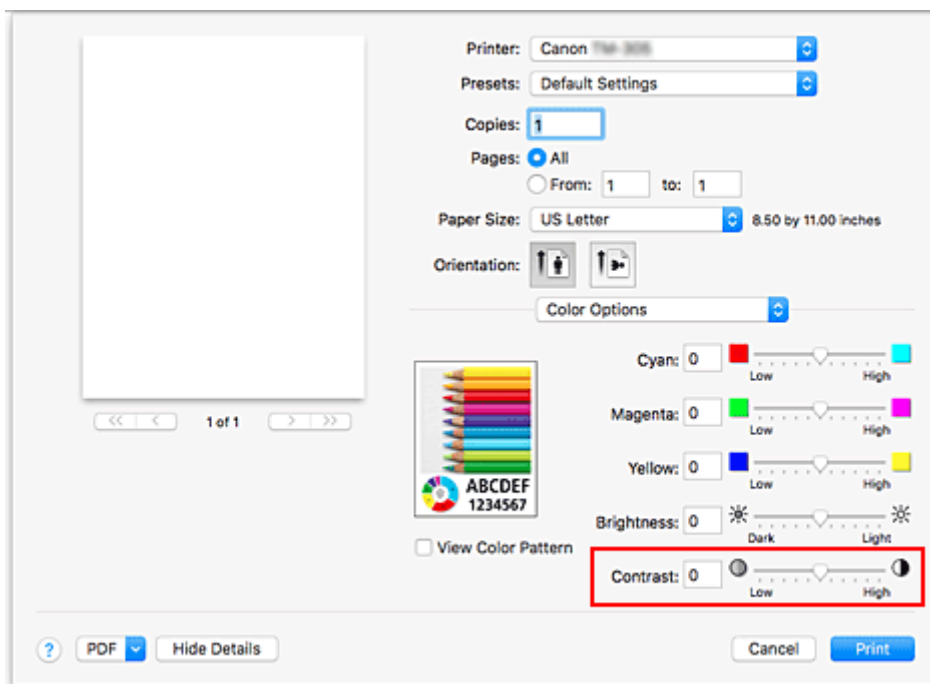 Printer: Canon
Presets: Default Settings
Copies: 1
Pages: All
From: 1 to: 1
Paper Size: US Letter 8.50 by 11.00 inches
Orientation:
Color Options
Cyan: 0
Low High
Magenta: 0
Low High
Yellow: 0
Low High
Brightness: 0
Dark Light
Contrast: 0
Low High
<< < 1 of 1 > >>
ABCDEF
1234567
View Color Pattern
? PDF Hide Details Cancel Print